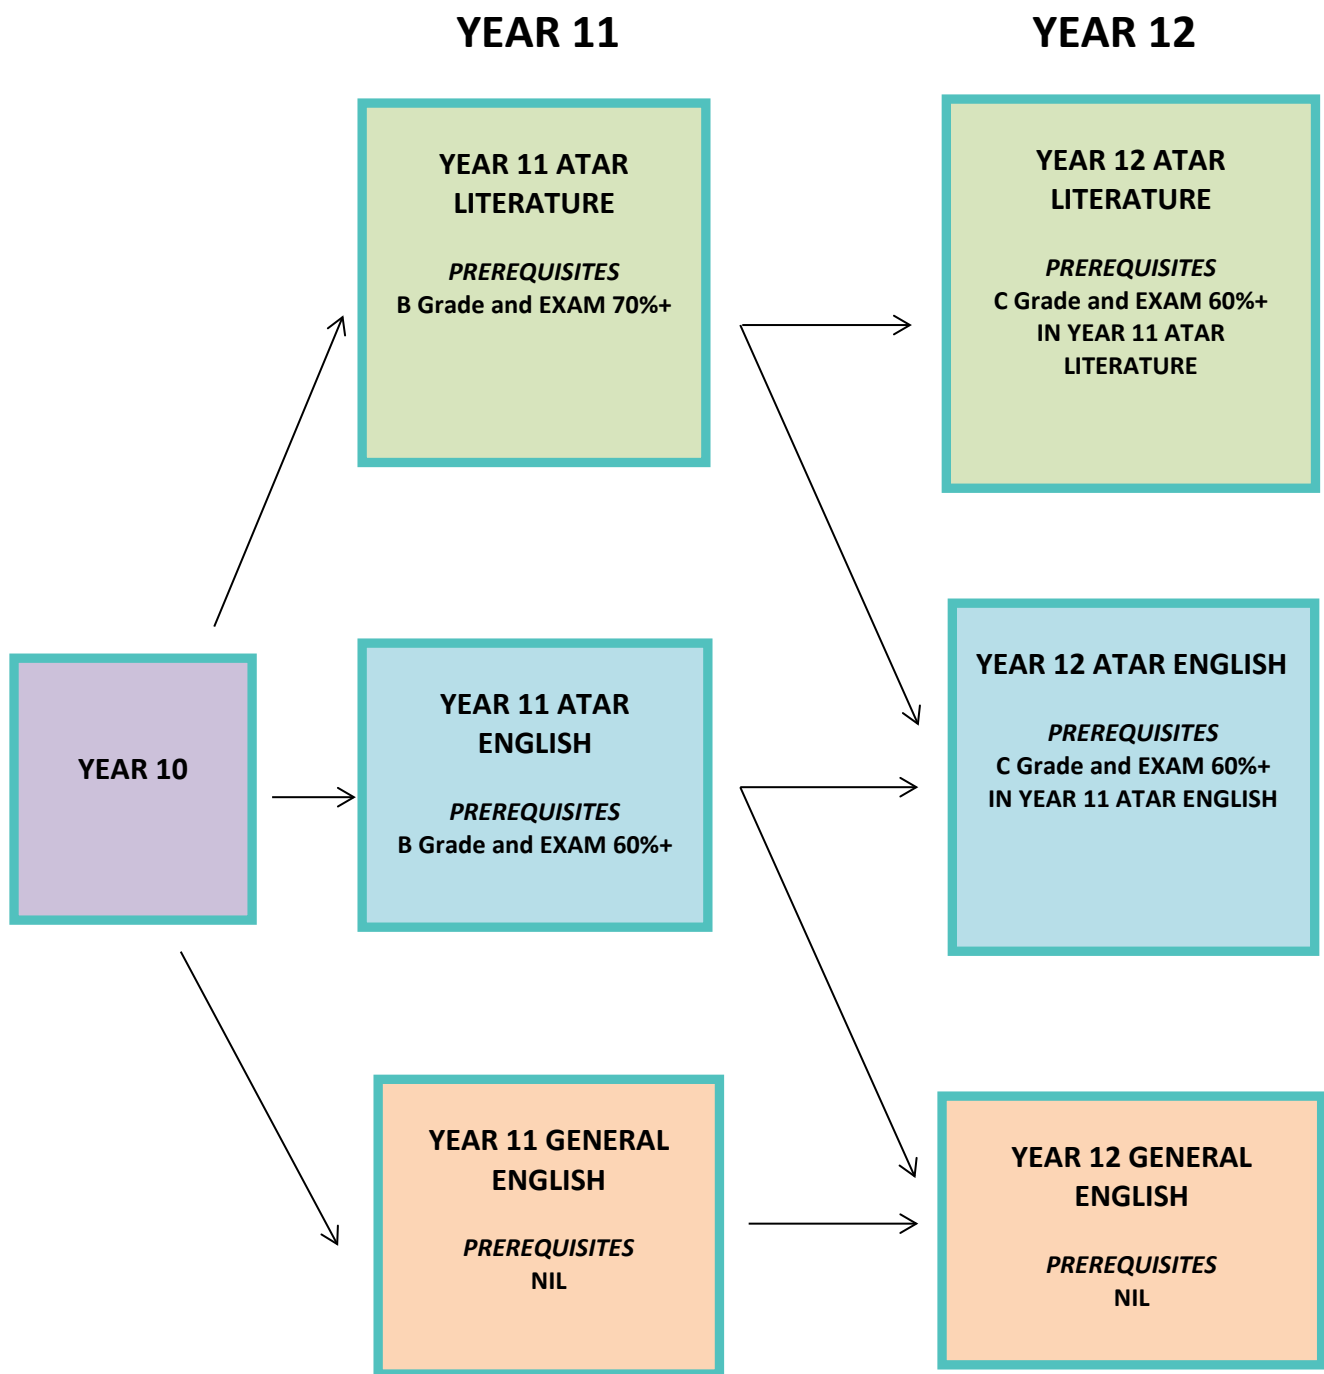 YEAR 11
YEAR 12
YEAR 11 ATAR
LITERATURE
PREREQUISITES
B Grade and EXAM 70%+
YEAR 12 ATAR
LITERATURE
PREREQUISITES
C Grade and EXAM 60%+
IN YEAR 11 ATAR
LITERATURE
YEAR 10
YEAR 11 ATAR
ENGLISH
PREREQUISITES
B Grade and EXAM 60%+
YEAR 12 ATAR ENGLISH
PREREQUISITES
C Grade and EXAM 60%+
IN YEAR 11 ATAR ENGLISH
YEAR 11 GENERAL
ENGLISH
PREREQUISITES
NIL
YEAR 12 GENERAL
ENGLISH
PREREQUISITES
NIL